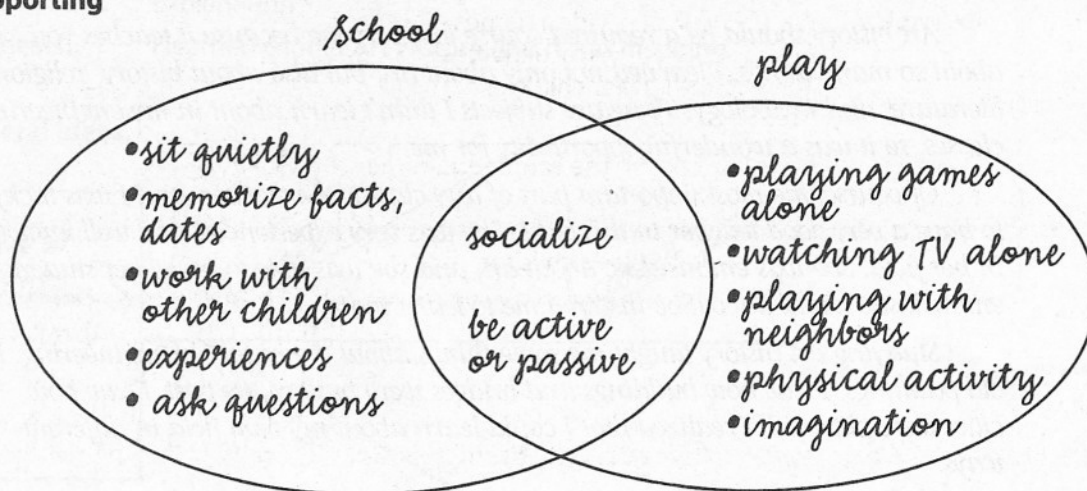 porting
School
play
• sit quietly
• memorize facts,
dates
• work with
other children
• experiences
• ask questions
socialize
be active
or passive
• playing games
alone
• watching TV alone
• playing with
neighbors
• physical activity
• imagination